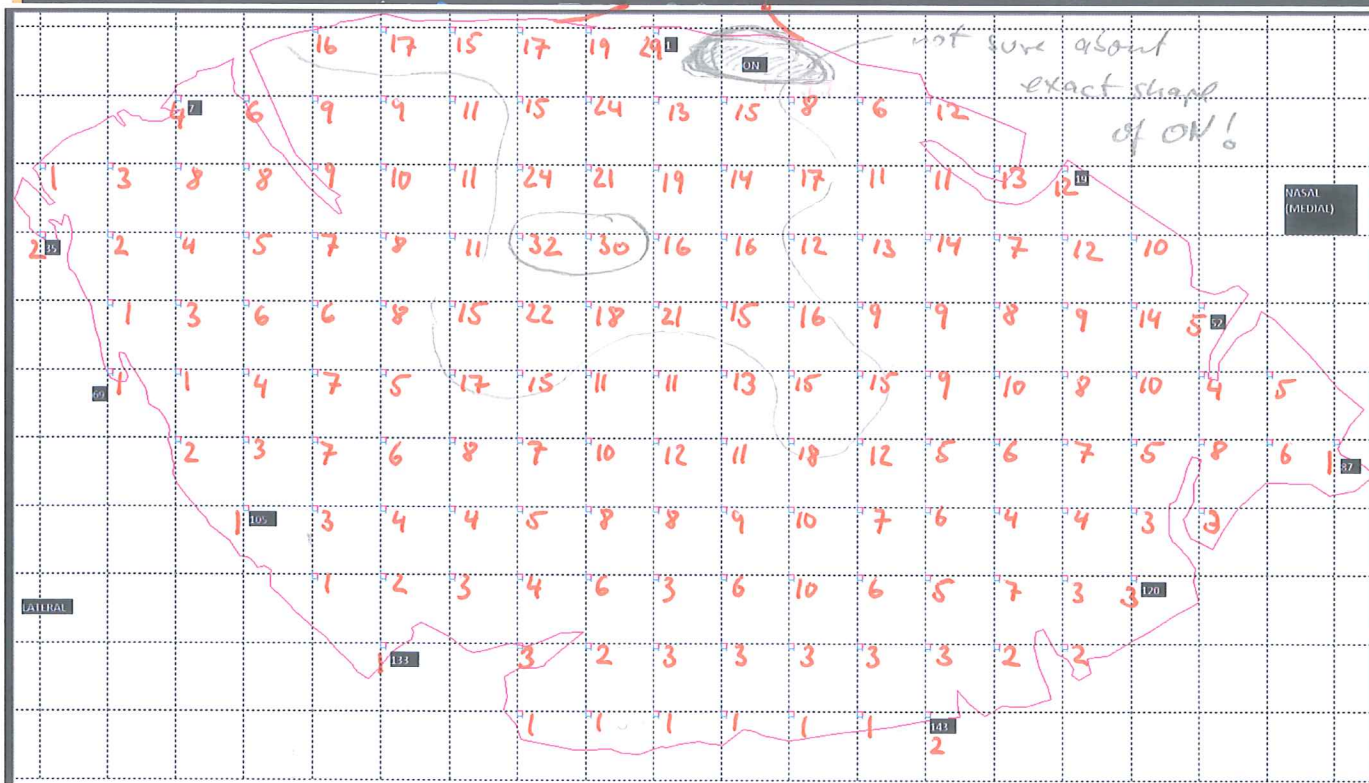 16 17 15 17 19 29 1 ON not sure about
exact shape
of ON!
4 7 6 9 9 11 15 24 13 15 8 6 12
1 3 8 8 9 10 11 24 21 19 14 17 11 11 13 12 19
NASAL
(MEDIAL)
2 35 2 4 5 7 8 11 32 30 16 16 12 13 14 7 12 10
1 3 6 6 8 15 22 18 21 15 16 9 9 8 9 14 5 52
69 1 1 4 7 5 17 15 11 11 13 15 15 9 10 8 10 4 5
2 3 7 6 8 7 10 12 11 18 12 5 6 7 5 8 6 1 87
1 105 3 4 4 5 8 8 9 10 7 6 4 4 3 2
LATERAL
1 2 3 4 6 3 6 10 6 5 7 3 3 120
1 133 3 2 3 3 3 3 3 2 2
1 1 1 1 1 1 143
2